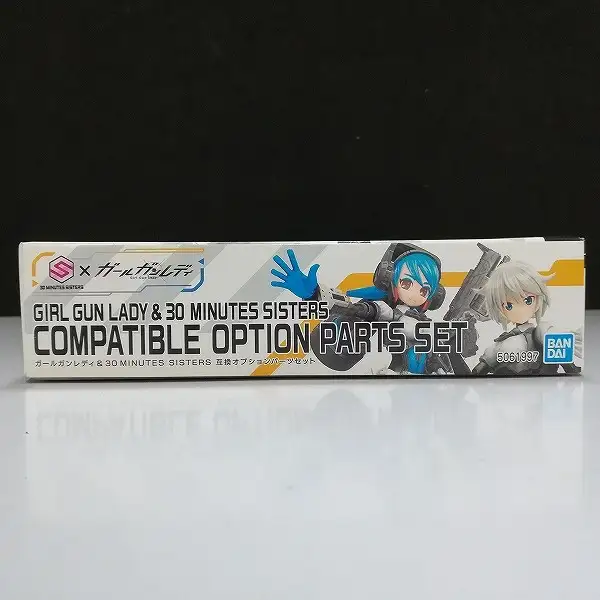 S × ガールガンレディ
30 MINUTES SISTERS
GIRL GUN LADY & 30 MINUTES SISTERS
COMPATIBLE OPTION PARTS SET
ガールガンレディ&30 MINUTES SISTERS 互換オプションパーツセット
5061997
BAN
DAI